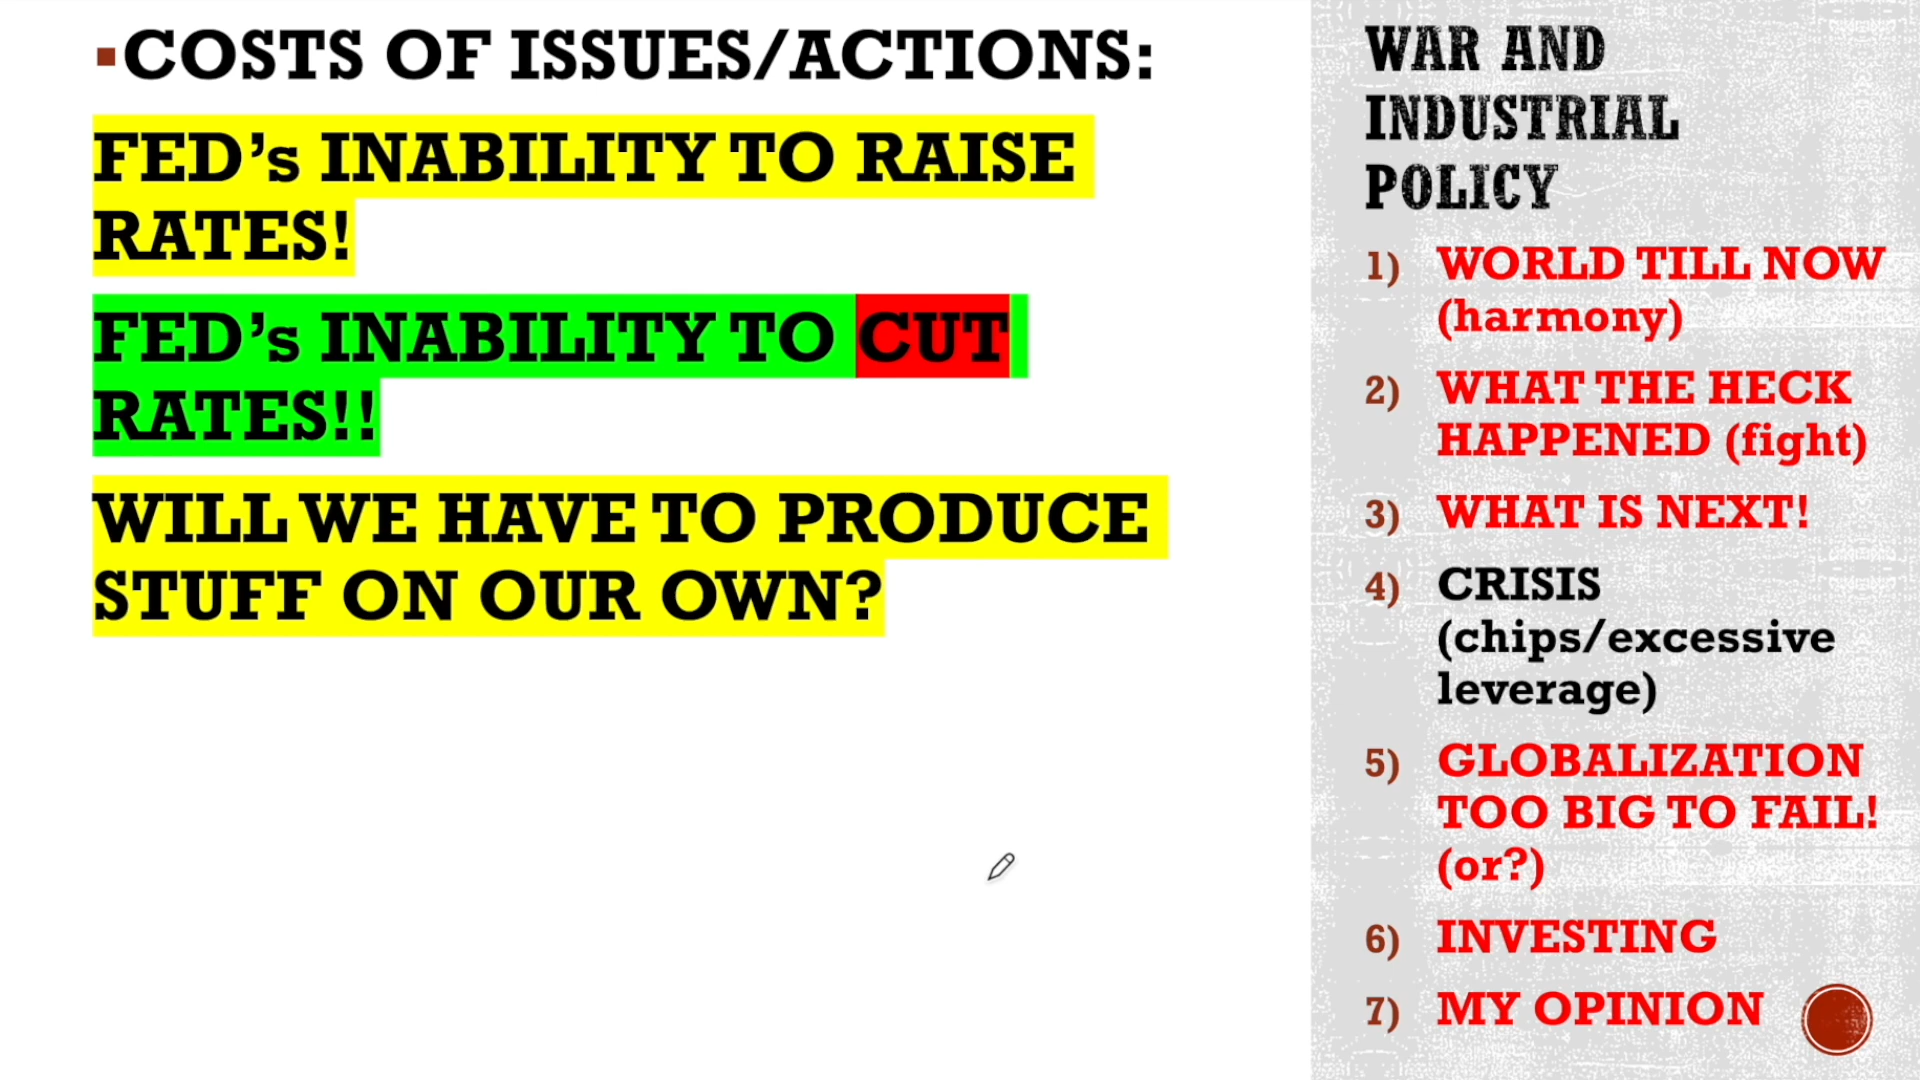 ▪COSTS OF ISSUES/ACTIONS:
FED’s INABILITY TO RAISE
RATES!
FED’s INABILITY TO CUT
RATES!!
WILL WE HAVE TO PRODUCE
STUFF ON OUR OWN?
WAR AND
INDUSTRIAL
POLICY
1) WORLD TILL NOW
(harmony)
2) WHAT THE HECK
HAPPENED (fight)
3) WHAT IS NEXT!
4) CRISIS
(chips/excessive
leverage)
5) GLOBALIZATION
TOO BIG TO FAIL!
(or?)
6) INVESTING
7) MY OPINION